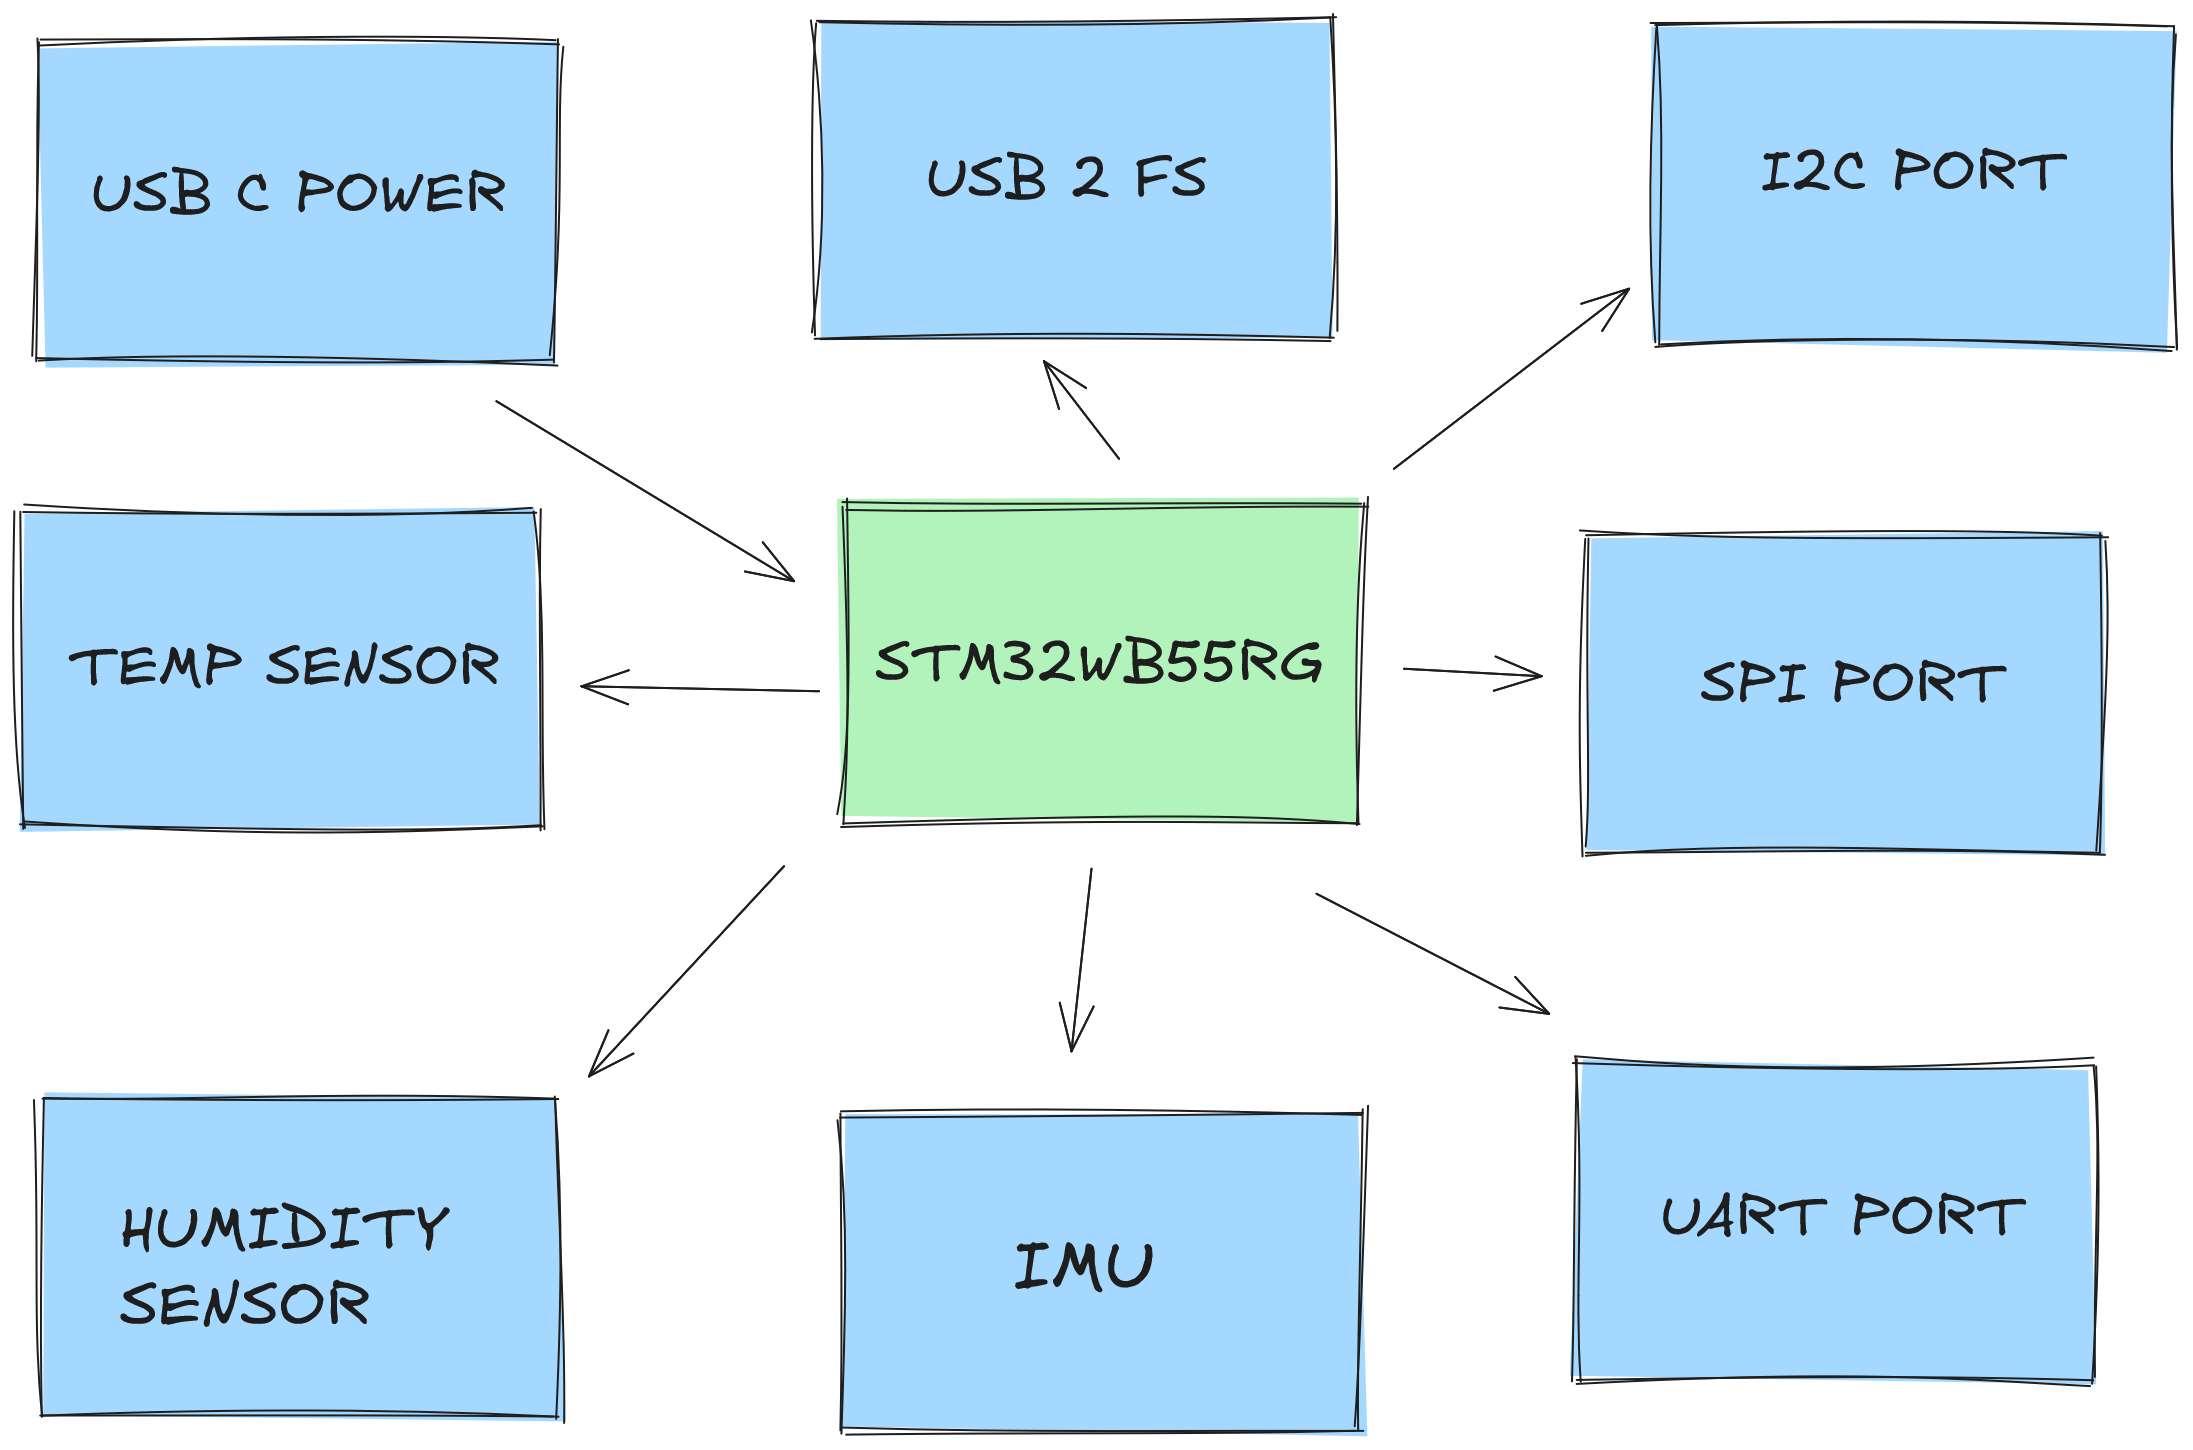 USB C POWER
USB 2 FS
I2C PORT
TEMP SENSOR
STM32WB55RG
SPI PORT
HUMIDITY
SENSOR
IMU
UART PORT